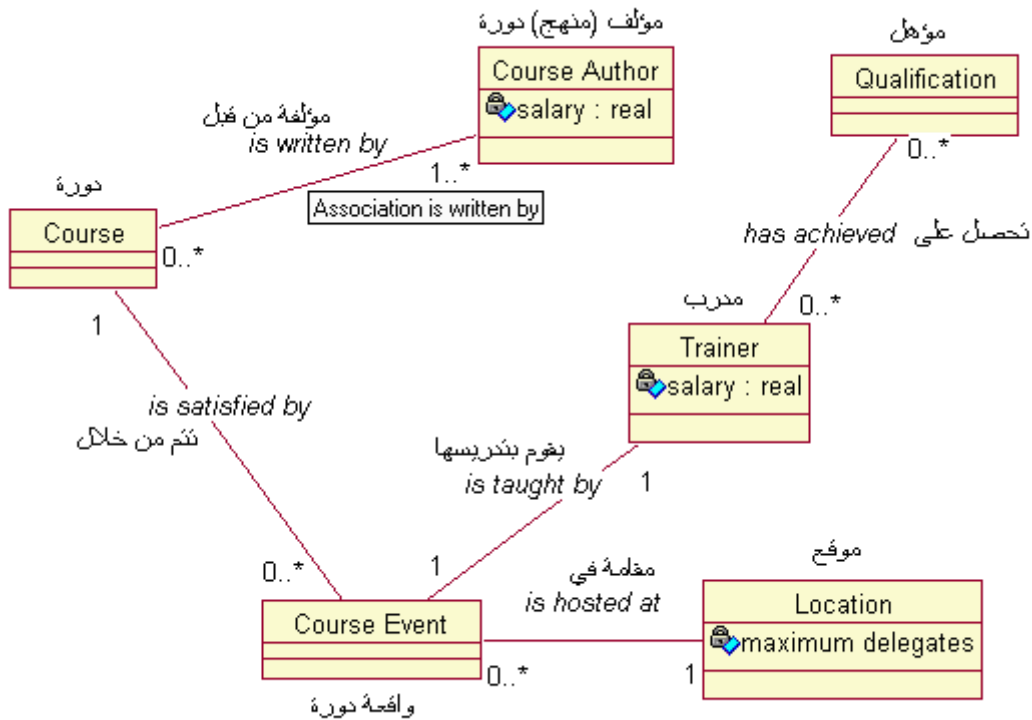 مؤلف (منهج) دورة
Course Author
salary : real
مؤهل
Qualification
0..*
مؤلفة من قبل
is written by
1..*
Association is written by
دورة
Course
0..*
1
has achieved تحصل على
0..*
مدرب
Trainer
salary : real
is satisfied by
تتم من خلال
يقوم بتدريسها
is taught by
1
0..*
1
مقامة في
is hosted at
موقع
Location
maximum delegates
Course Event
0..*
1
واقعة دورة